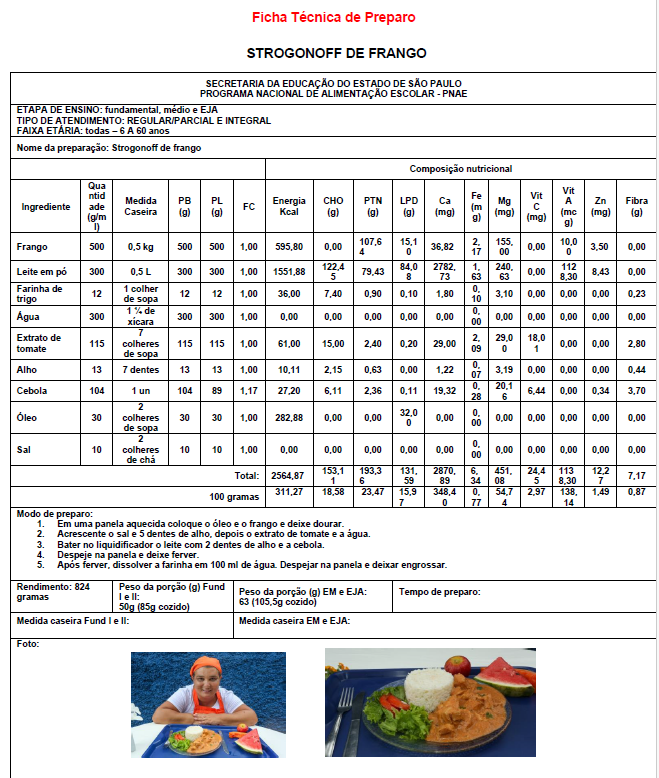 Ficha Técnica de Preparo
STROGONOFF DE FRANGO
SECRETARIA DA EDUCAÇÃO DO ESTADO DE SÃO PAULO
PROGRAMA NACIONAL DE ALIMENTAÇÃO ESCOLAR - PNAE
ETAPA DE ENSINO: fundamental, médio e EJA
TIPO DE ATENDIMENTO: REGULAR/PARCIAL E INTEGRAL
FAIXA ETÁRIA: todas – 6 A 60 anos
Nome da preparação: Strogonoff de frango
Composição nutricional
Ingrediente Quantidade (g/ml) Medida Caseira PB (g) PL (g) FC Energia Kcal CHO (g) PTN (g) LPD (g) Ca (mg) Fe (mg) Mg (mg) Vit C (mg) Vit A (mcg) Zn (mg) Fibra (g)
Frango 500 0,5 kg 500 500 1,00 595,80 0,00 107,64 15,10 36,82 2,17 155,00 0,00 10,00 3,50 0,00
Leite em pó 300 0,5 L 300 300 1,00 1551,88 122,45 79,43 84,08 2782,73 1,63 240,63 0,00 1128,30 8,43 0,00
Farinha de trigo 12 1 colher de sopa 12 12 1,00 36,00 7,40 0,90 0,10 1,80 0,10 3,10 0,00 0,00 0,00 0,23
Água 300 1 ¼ de xícara 300 300 1,00 0,00 0,00 0,00 0,00 0,00 0,00 0,00 0,00 0,00 0,00 0,00
Extrato de tomate 115 7 colheres de sopa 115 115 1,00 61,00 15,00 2,40 0,20 29,00 2,09 29,00 18,01 0,00 0,00 2,80
Alho 13 7 dentes 13 13 1,00 10,11 2,15 0,63 0,00 1,22 0,07 3,19 0,00 0,00 0,00 0,44
Cebola 104 1 un 104 89 1,17 27,20 6,11 2,36 0,11 19,32 0,28 20,16 6,44 0,00 0,34 3,70
Óleo 30 2 colheres de sopa 30 30 1,00 282,88 0,00 0,00 32,00 0,00 0,00 0,00 0,00 0,00 0,00 0,00
Sal 10 2 colheres de chá 10 10 1,00 0,00 0,00 0,00 0,00 0,00 0,00 0,00 0,00 0,00 0,00 0,00
Total: 2564,87 153,11 193,36 131,59 2870,89 6,34 451,08 24,45 1138,30 12,27 7,17
100 gramas 311,27 18,58 23,47 15,97 348,40 0,77 54,74 2,97 138,14 1,49 0,87
Modo de preparo:
1. Em uma panela aquecida coloque o óleo e o frango e deixe dourar.
2. Acrescente o sal e 5 dentes de alho, depois o extrato de tomate e a água.
3. Bater no liquidificador o leite com 2 dentes de alho e a cebola.
4. Despeje na panela e deixe ferver.
5. Após ferver, dissolver a farinha em 100 ml de água. Despejar na panela e deixar engrossar.
Rendimento: 824 gramas
Peso da porção (g) Fund I e II:
50g (85g cozido)
Peso da porção (g) EM e EJA:
63 (105,5g cozido)
Tempo de preparo:
Medida caseira Fund I e II:
Medida caseira EM e EJA:
Foto: